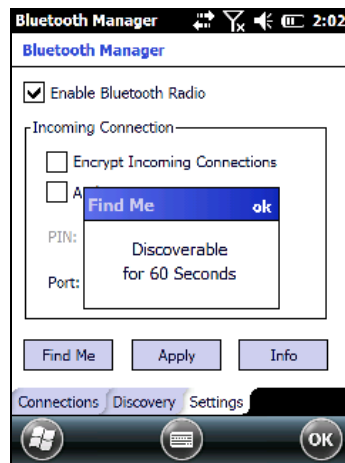 Bluetooth Manager 2:02
Bluetooth Manager
Enable Bluetooth Radio
Incoming Connection
Encrypt Incoming Connections
Find Me ok
PIN:
Discoverable
for 60 Seconds
Port:
Find Me Apply Info
Connections Discovery Settings
OK